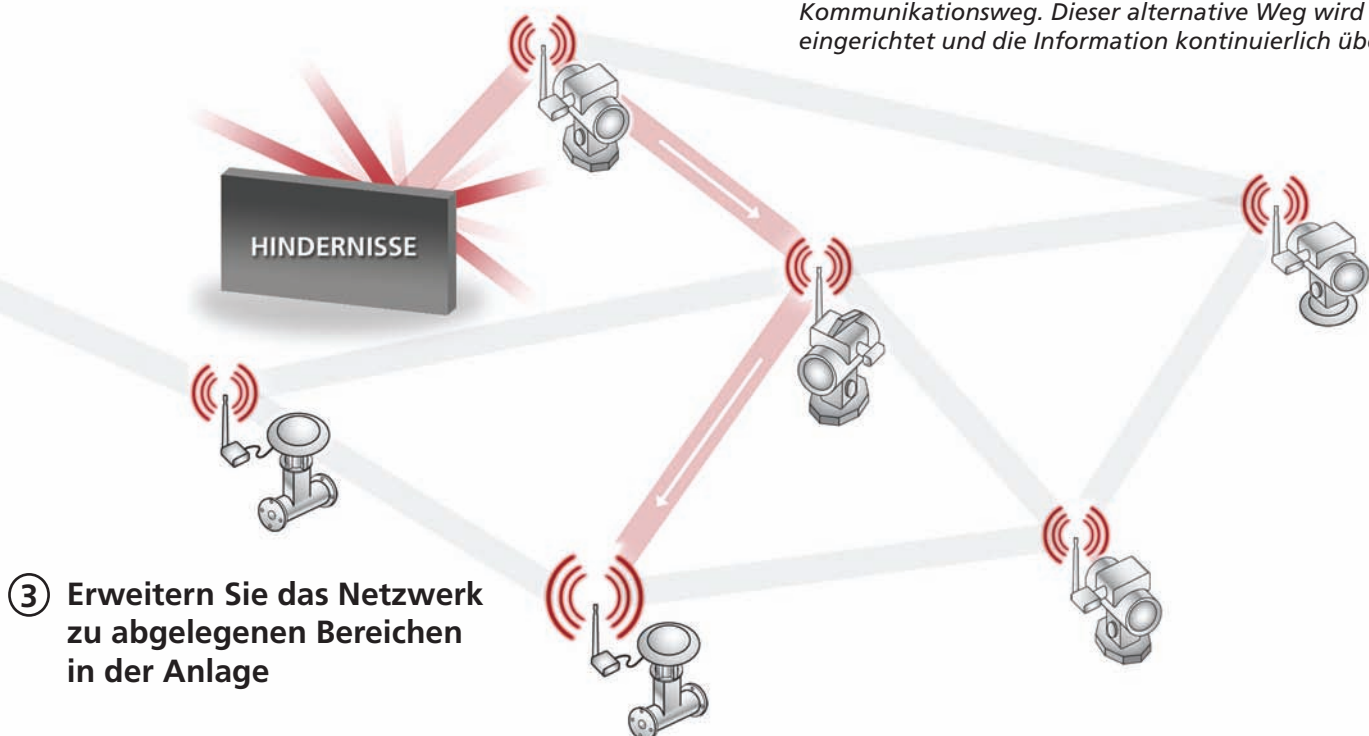 Kommunikationsweg. Dieser alternative Weg wird
eingerichtet und die Information kontinuierlich
HINDERNISSE
3 Erweitern Sie das Netzwerk
zu abgelegenen Bereichen
in der Anlage